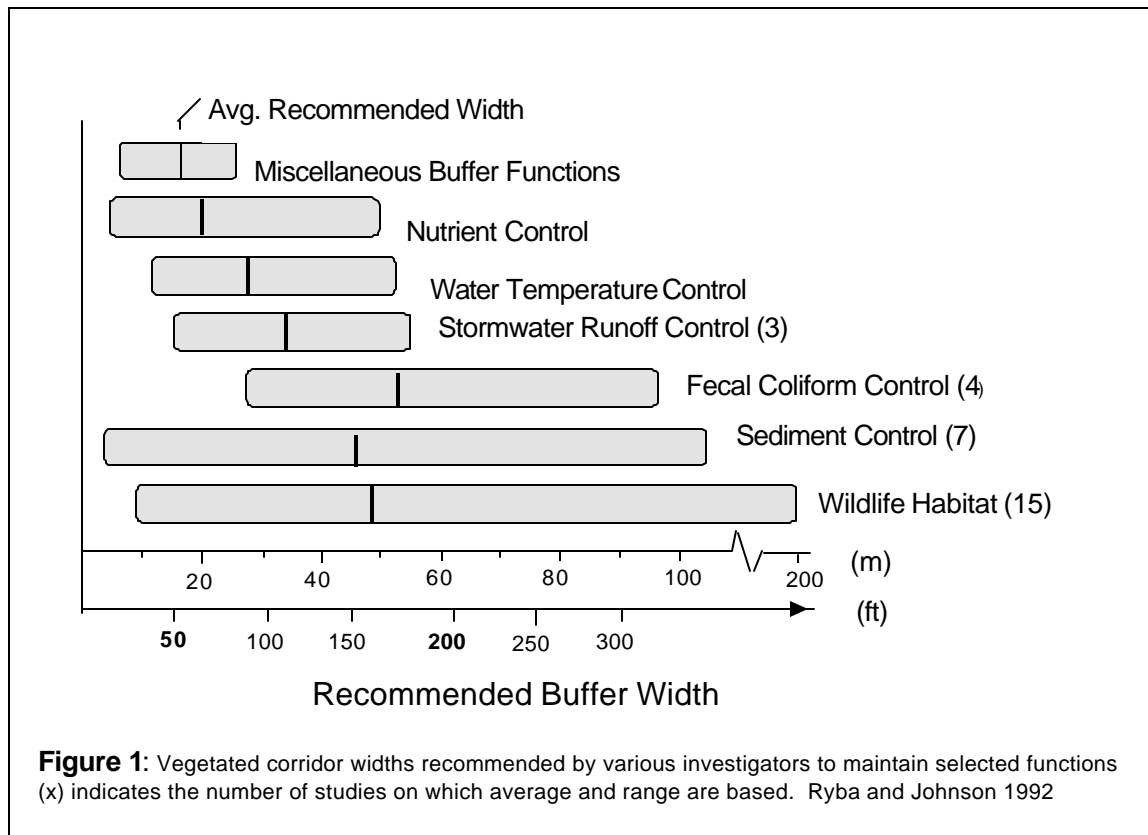 Avg. Recommended Width
Miscellaneous Buffer Functions
Nutrient Control
Water Temperature Control
Stormwater Runoff Control (3)
Fecal Coliform Control (4)
Sediment Control (7)
Wildlife Habitat (15)
20 40 60 80 100 200 (m)
(ft)
50 100 150 200 250 300
Recommended Buffer Width
Figure 1: Vegetated corridor widths recommended by various investigators to maintain selected functions
(x) indicates the number of studies on which average and range are based. Ryba and Johnson 1992